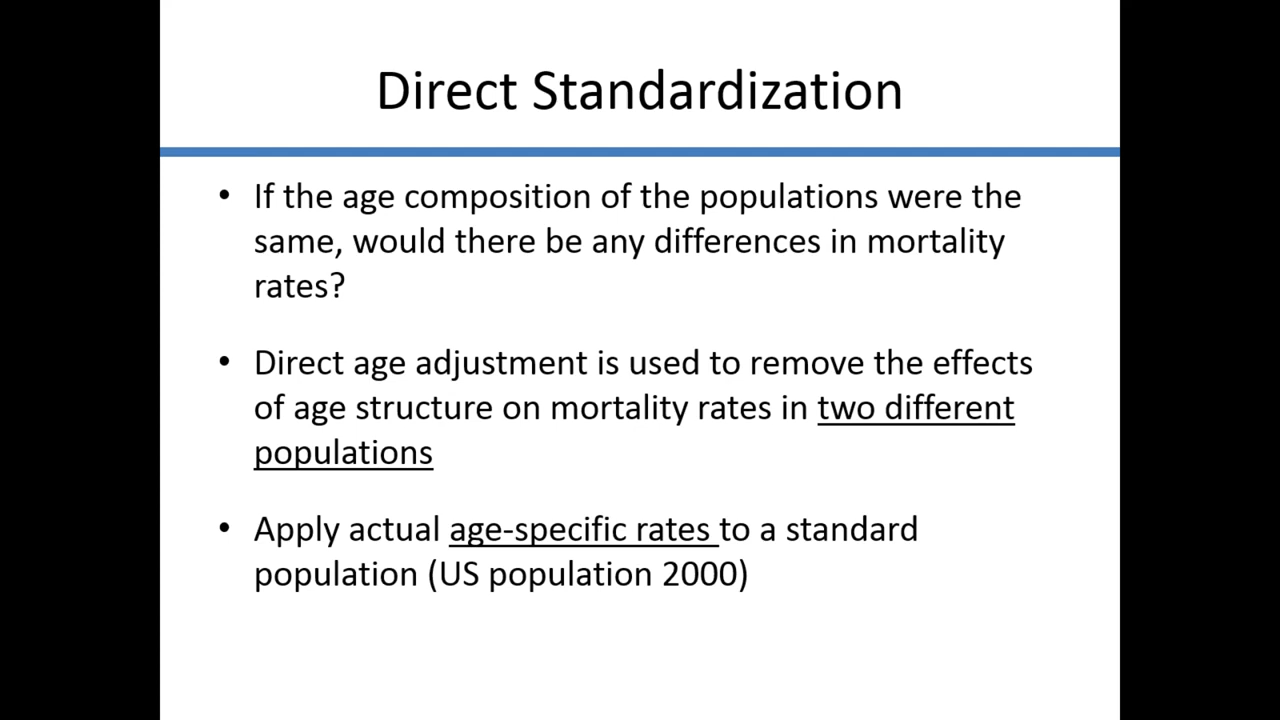 Direct Standardization
• If the age composition of the populations were the
same, would there be any differences in mortality
rates?
• Direct age adjustment is used to remove the effects
of age structure on mortality rates in two different
populations
• Apply actual age-specific rates to a standard
population (US population 2000)